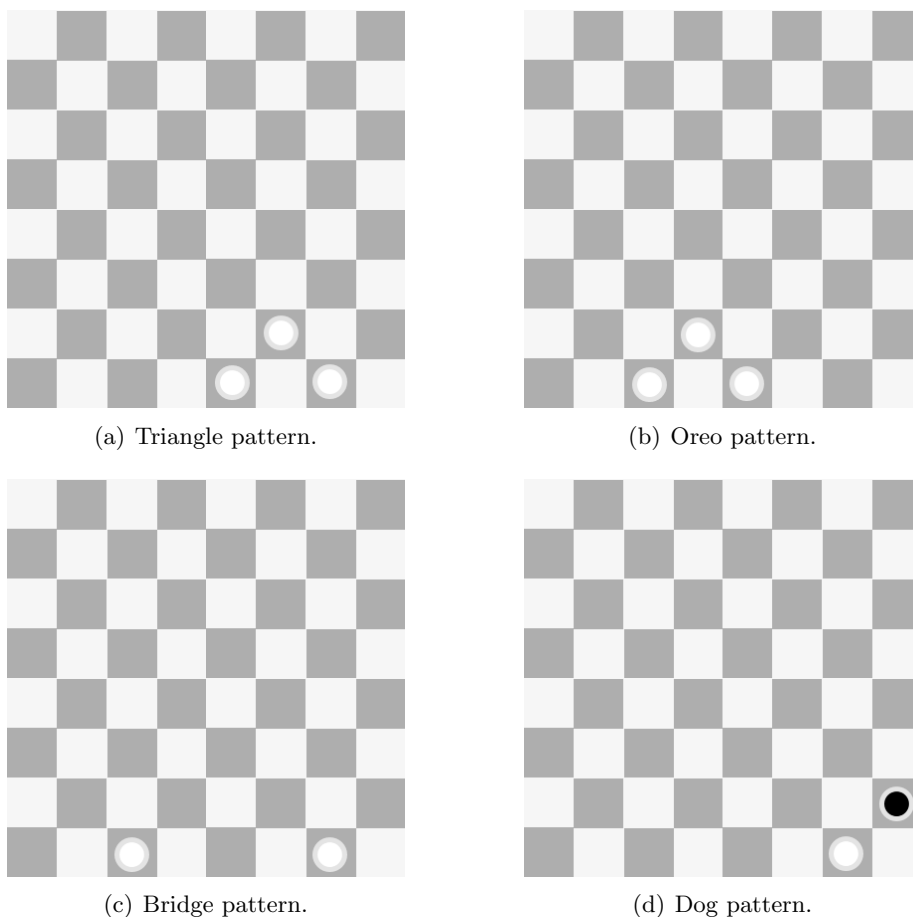 (a) Triangle pattern.
(b) Oreo pattern.
(c) Bridge pattern.
(d) Dog pattern.